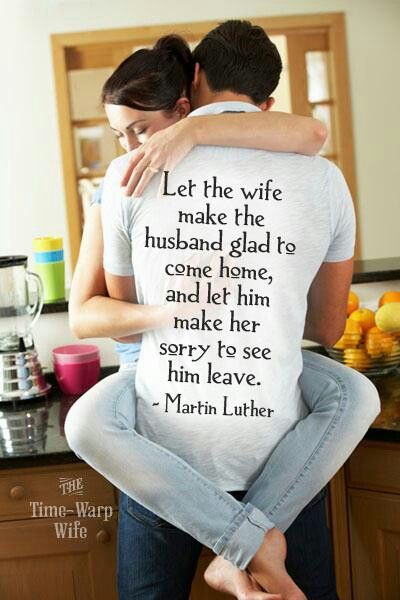 Let the wife
make the
husband glad to
come home,
and let him
make her
sorry to see
him leave.
~ Martin Luther
THE
Time-Warp
Wife